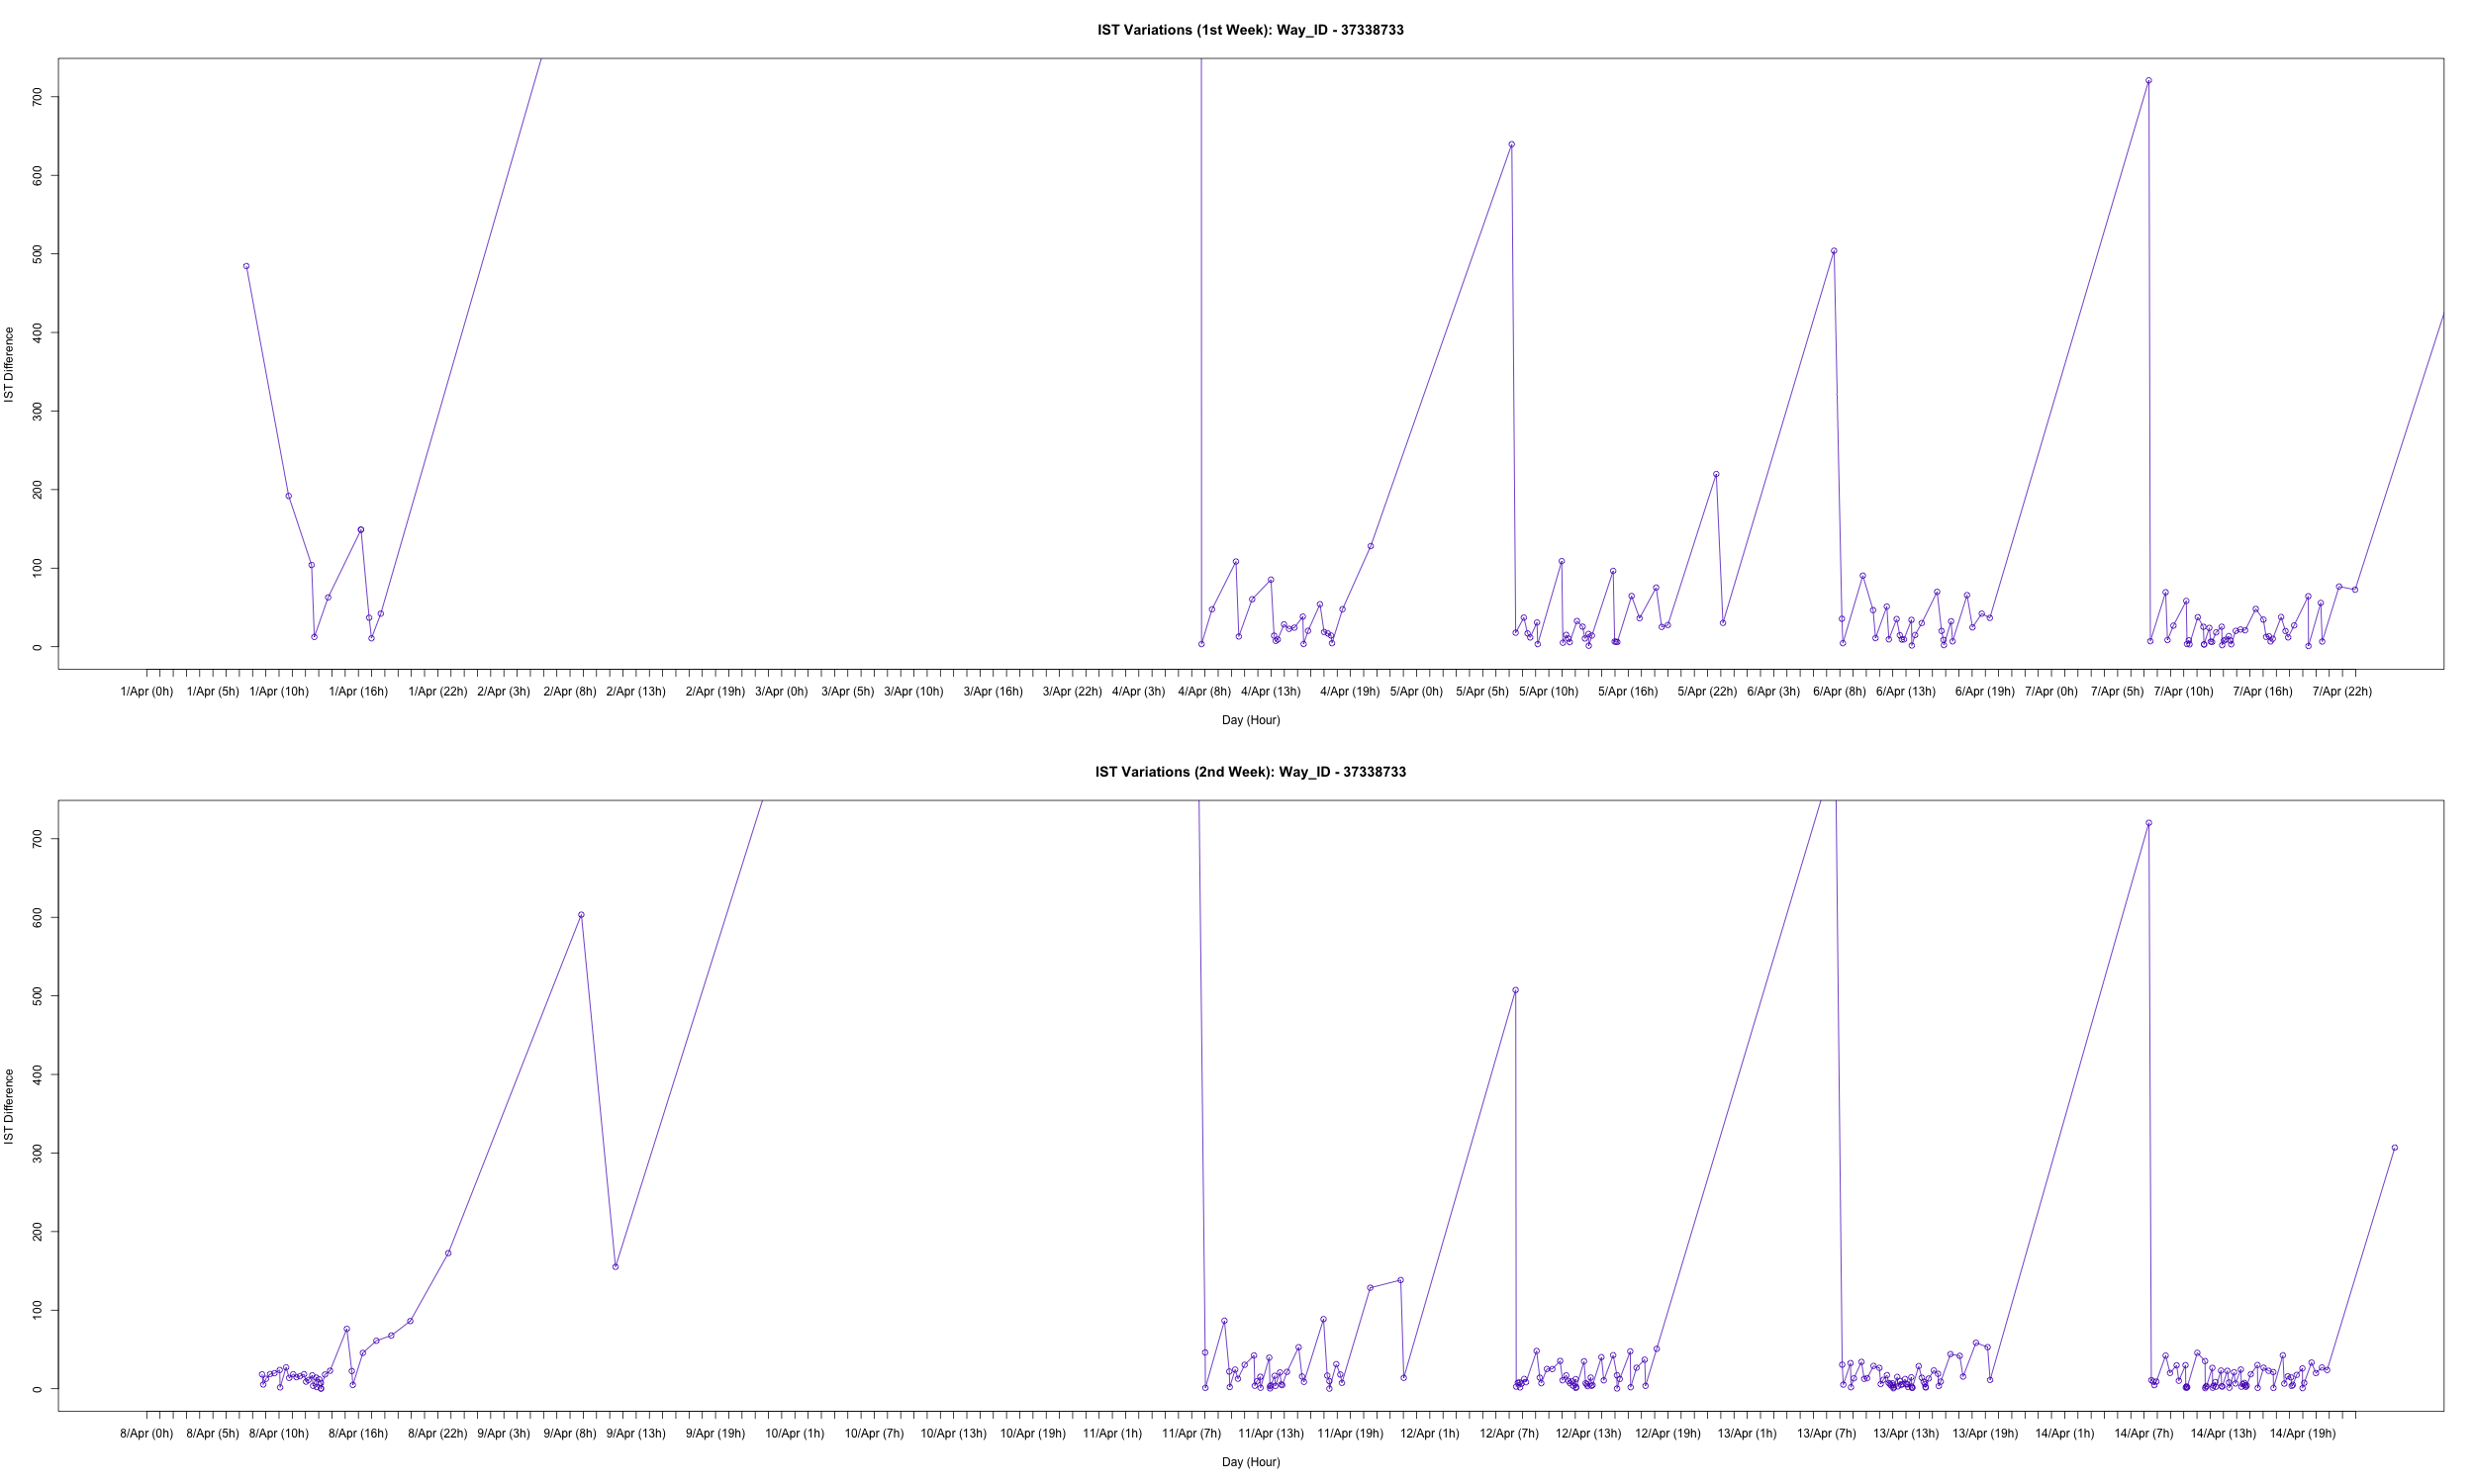 IST Variations (1st Week): Way_ID - 37338733
IST Difference
700
600
500
400
300
200
100
0
1/Apr (0h) 1/Apr (5h) 1/Apr (10h) 1/Apr (16h) 1/Apr (22h) 2/Apr (3h) 2/Apr (8h) 2/Apr (13h) 2/Apr (19h) 3/Apr (0h) 3/Apr (5h) 3/Apr (10h) 3/Apr (16h) 3/Apr (22h) 4/Apr (3h) 4/Apr (8h) 4/Apr (13h) 4/Apr (19h) 5/Apr (0h) 5/Apr (5h) 5/Apr (10h) 5/Apr (16h) 5/Apr (22h) 6/Apr (3h) 6/Apr (8h) 6/Apr (13h) 6/Apr (19h) 7/Apr (0h) 7/Apr (5h) 7/Apr (10h) 7/Apr (16h) 7/Apr (22h)
Day (Hour)
IST Variations (2nd Week): Way_ID - 37338733
IST Difference
700
600
500
400
300
200
100
0
8/Apr (0h) 8/Apr (5h) 8/Apr (10h) 8/Apr (16h) 8/Apr (22h) 9/Apr (3h) 9/Apr (8h) 9/Apr (13h) 9/Apr (19h) 10/Apr (1h) 10/Apr (7h) 10/Apr (13h) 10/Apr (19h) 11/Apr (1h) 11/Apr (7h) 11/Apr (13h) 11/Apr (19h) 12/Apr (1h) 12/Apr (7h) 12/Apr (13h) 12/Apr (19h) 13/Apr (1h) 13/Apr (7h) 13/Apr (13h) 13/Apr (19h) 14/Apr (1h) 14/Apr (7h) 14/Apr (13h) 14/Apr (19h)
Day (Hour)